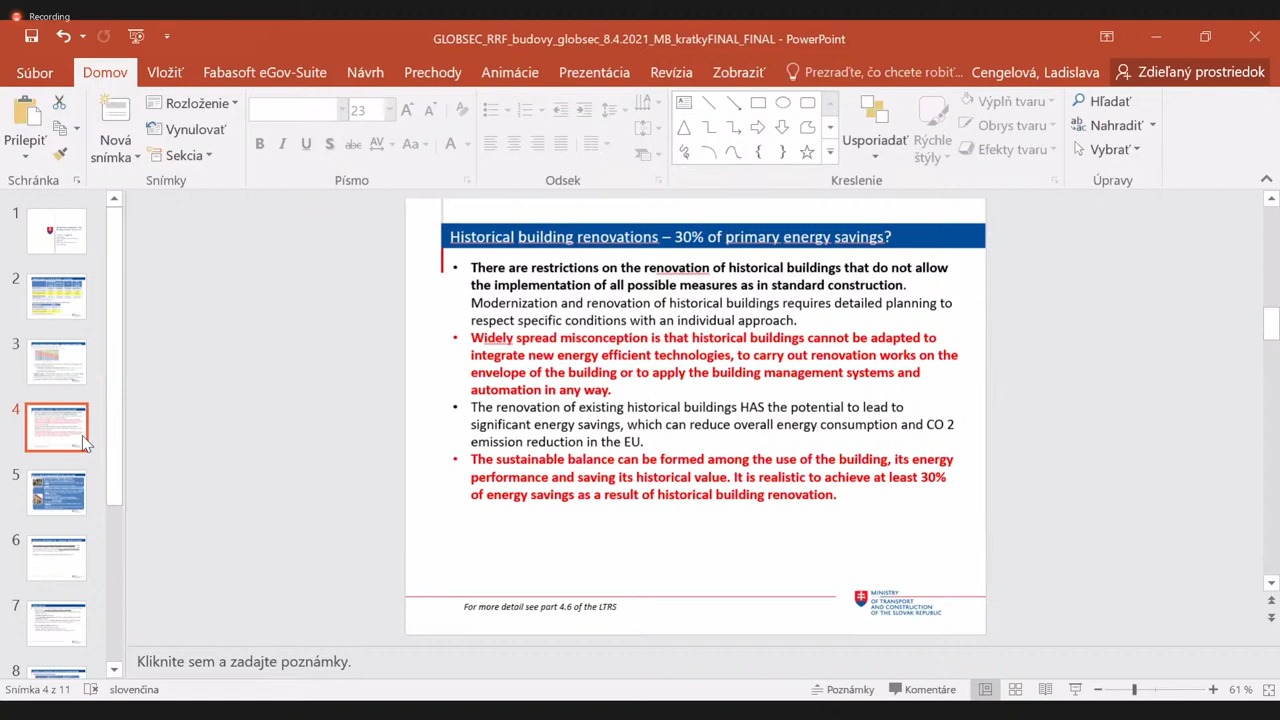 Recording
GLOBSEC_RRF_budovy_globsec_8.4.2021_MB_kratkyFINAL_FINAL - PowerPoint
Súbor Domov Vložiť Fabasoft eGov-Suite Návrh Prechody Animácie Prezentácia Revízia Zobraziť Prezraďte, čo chcete robiť... Cengelová, Ladislava Zdieľaný prostriedok
Prilepiť
Nová
snímka
Rozloženie
Vynulovať
Sekcia
23
B I U S abc AV Aa A
Usporiadať
Rýchle
štýly
Výplň tvaru
Obrys tvaru
Efekty tvaru
Hľadať
Nahradiť
Vybrať
Schránka Snímky Písmo Odsek Kreslenie Úpravy
1
2
3
4
5
6
7
8
Historical building renovations – 30% of primary energy savings?
• There are restrictions on the renovation of historical buildings that do not allow
the implementation of all possible measures as in standard construction.
Modernization and renovation of historical buildings requires detailed planning to
respect specific conditions with an individual approach.
• Widely spread misconception is that historical buildings cannot be adapted to
integrate new energy efficient technologies, to carry out renovation works on the
envelope of the building or to apply the building management systems and
automation in any way.
• The renovation of existing historical buildings HAS the potential to lead to
significant energy savings, which can reduce overall energy consumption and CO 2
emission reduction in the EU.
• The sustainable balance can be formed among the use of the building, its energy
performance and saving its historical value. It is realistic to achieve at least 30%
of energy savings as a result of historical building renovation.
For more detail see part 4.6 of the LTRS
MINISTRY
OF TRANSPORT
AND CONSTRUCTION
OF THE SLOVAK REPUBLIC
Kliknite sem a zadajte poznámky.
Snímka 4 z 11 slovenčina Poznámky Komentáre 61 %